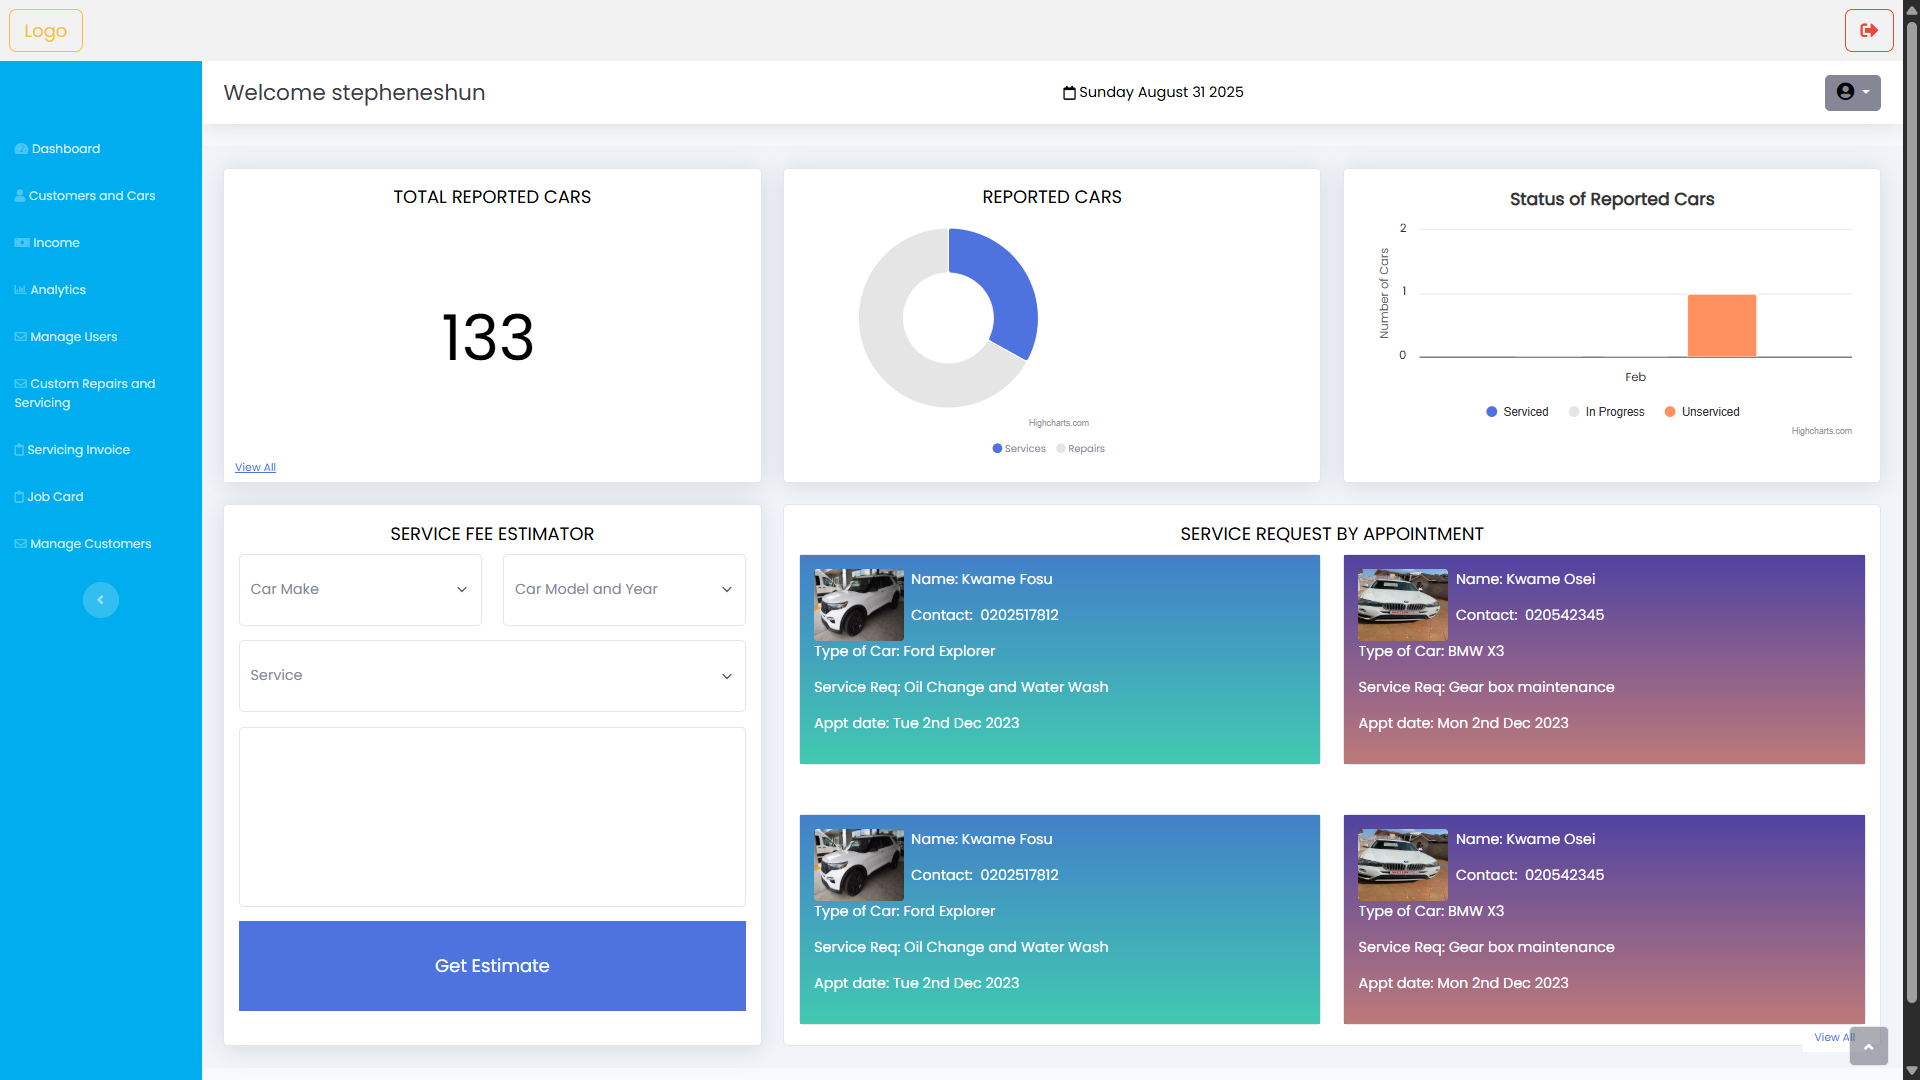 Logo
Welcome stepheneshun
Sunday August 31 2025
Dashboard
Customers and Cars
Income
Analytics
Manage Users
Custom Repairs and
Servicing
Servicing Invoice
Job Card
Manage Customers
TOTAL REPORTED CARS
133
View All
REPORTED CARS
Highcharts.com
Services
Repairs
Status of Reported Cars
Number of Cars
2
1
0
Feb
Serviced
In Progress
Unserviced
Highcharts.com
SERVICE FEE ESTIMATOR
Car Make
Car Model and Year
Service
Get Estimate
SERVICE REQUEST BY APPOINTMENT
Name: Kwame Fosu
Contact: 0202517812
Type of Car: Ford Explorer
Service Req: Oil Change and Water Wash
Appt date: Tue 2nd Dec 2023
Name: Kwame Osei
Contact: 020542345
Type of Car: BMW X3
Service Req: Gear box maintenance
Appt date: Mon 2nd Dec 2023
Name: Kwame Fosu
Contact: 0202517812
Type of Car: Ford Explorer
Service Req: Oil Change and Water Wash
Appt date: Tue 2nd Dec 2023
Name: Kwame Osei
Contact: 020542345
Type of Car: BMW X3
Service Req: Gear box maintenance
Appt date: Mon 2nd Dec 2023
View All